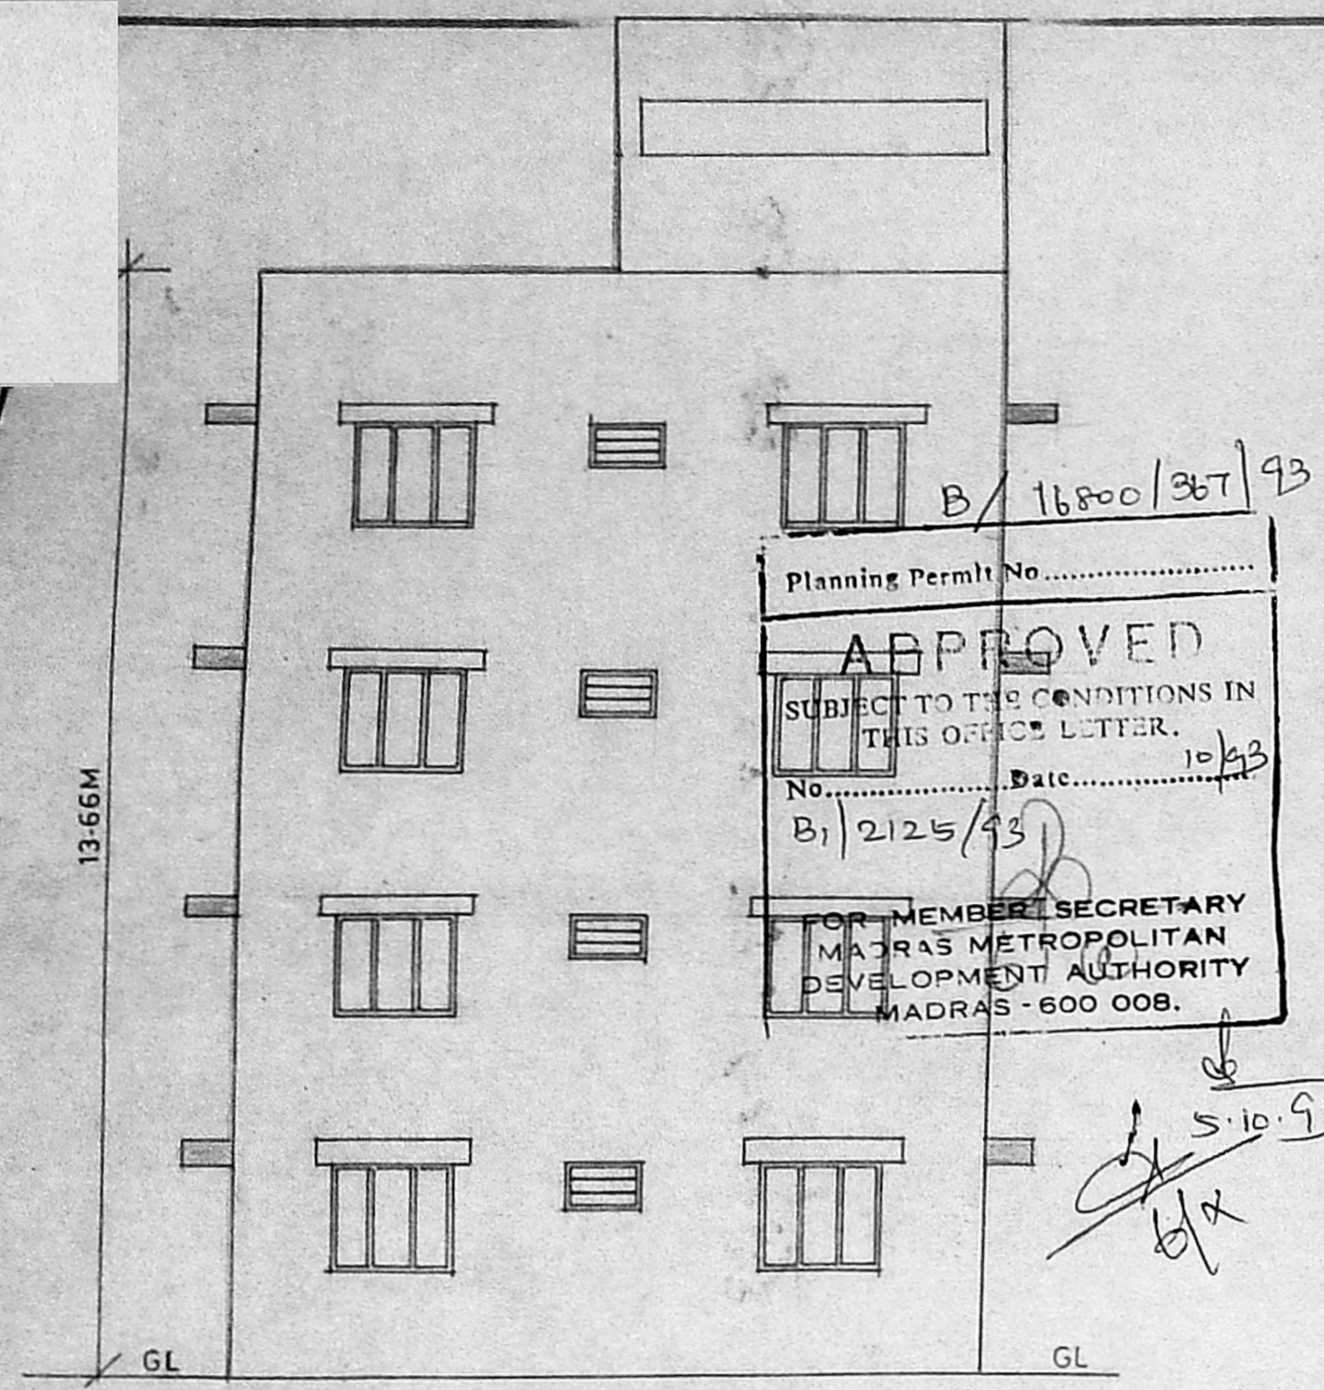 B/ 16800/367/93
Planning Permit No..........................
APPROVED
SUBJECT TO THE CONDITIONS IN
THIS OFFICE LETTER.
10/93
No......................Date......................
B1/2125/93
13-66M
FOR MEMBER SECRETARY
MADRAS METROPOLITAN
DEVELOPMENT AUTHORITY
MADRAS - 600 008.
5.10.9
GL
GL